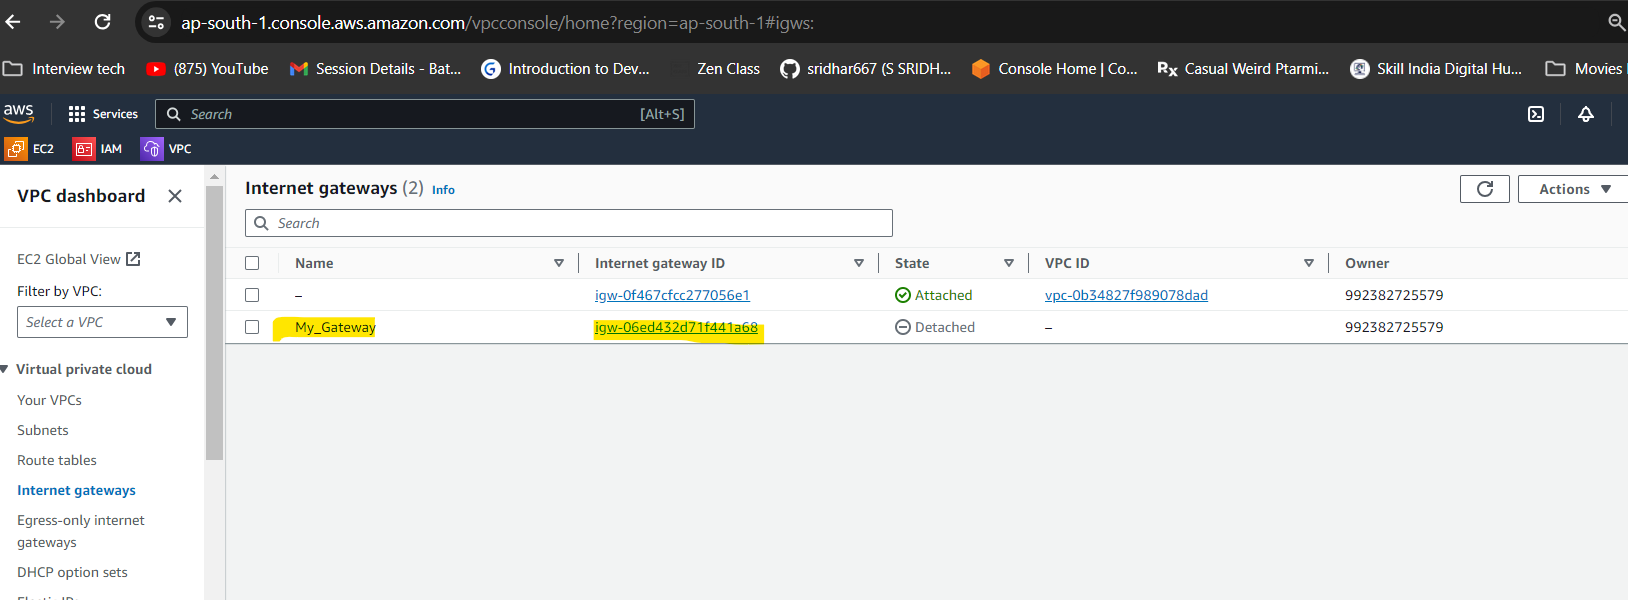 ap-south-1.console.aws.amazon.com/vpcconsole/home?region=ap-south-1#igws:
Interview tech (875) YouTube Session Details - Bat... Introduction to Dev... Zen Class sridhar667 (S SRIDH... Console Home | Co... Rx Casual Weird Ptarmi... Skill India Digital Hu... Movies
aws Services Search [Alt+S]
EC2 IAM VPC
VPC dashboard
EC2 Global View
Filter by VPC:
Select a VPC
Virtual private cloud
Your VPCs
Subnets
Route tables
Internet gateways
Egress-only internet
gateways
DHCP option sets
Internet gateways (2) Info
Actions
Search
Name Internet gateway ID State VPC ID Owner
– igw-0f467cfcc277056e1 Attached vpc-0b34827f989078dad 992382725579
My_Gateway igw-06ed432d71f441a68 Detached – 992382725579